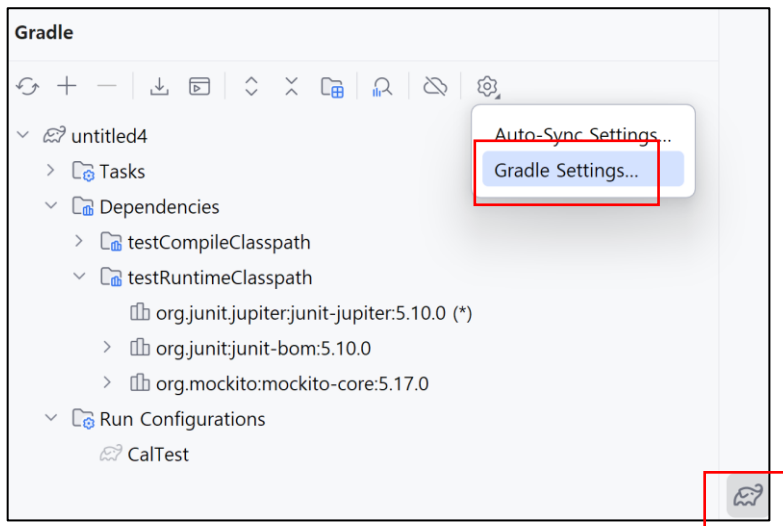 Gradle
Auto-Sync Settings...
Gradle Settings...
untitled4
Tasks
Dependencies
testCompileClasspath
testRuntimeClasspath
org.junit.jupiter:junit-jupiter:5.10.0 (*)
org.junit:junit-bom:5.10.0
org.mockito:mockito-core:5.17.0
Run Configurations
CalTest